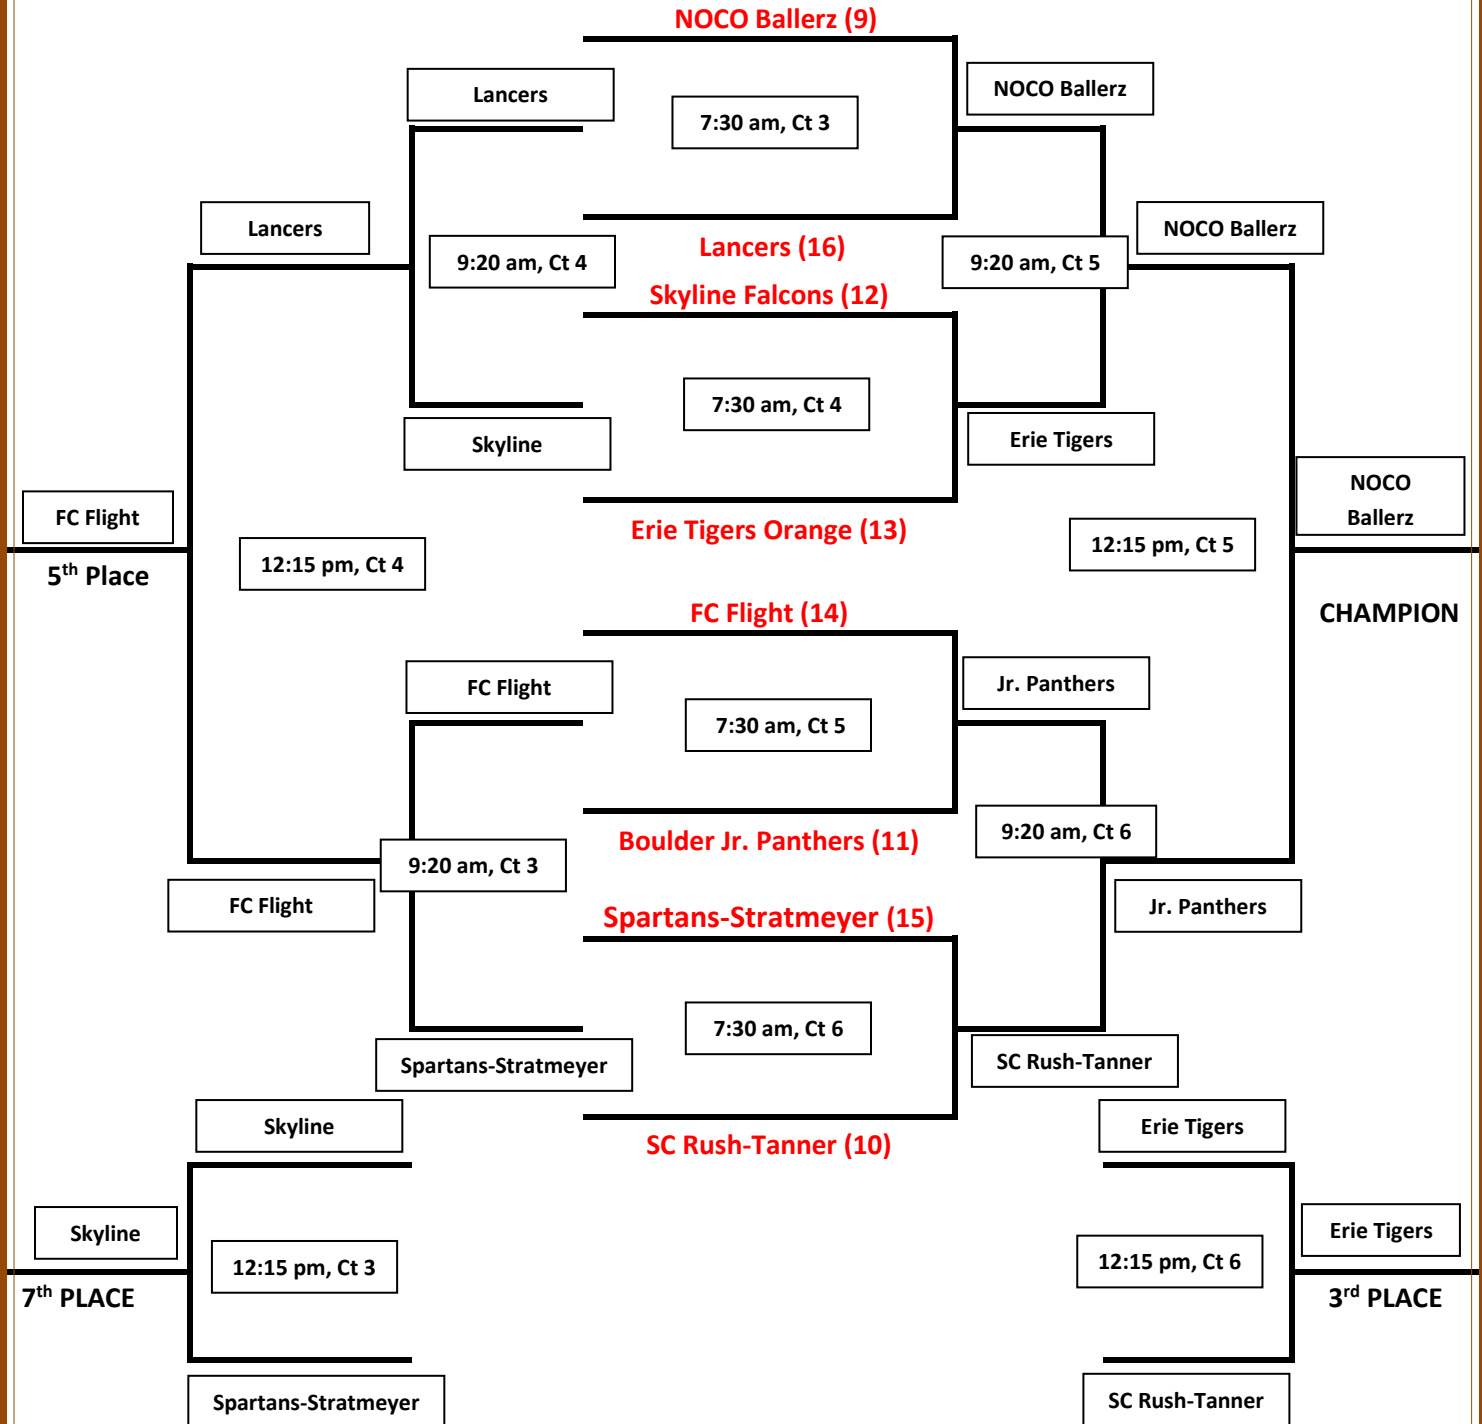 NOCO Ballerz (9)
Lancers
7:30 am, Ct 3
NOCO Ballerz
Lancers
NOCO Ballerz
Lancers (16)
9:20 am, Ct 4
9:20 am, Ct 5
Skyline Falcons (12)
7:30 am, Ct 4
Skyline
Erie Tigers
NOCO
Ballerz
FC Flight
Erie Tigers Orange (13)
12:15 pm, Ct 5
12:15 pm, Ct 4
5th Place
FC Flight (14)
CHAMPION
FC Flight
Jr. Panthers
7:30 am, Ct 5
9:20 am, Ct 6
Boulder Jr. Panthers (11)
9:20 am, Ct 3
FC Flight
Jr. Panthers
Spartans-Stratmeyer (15)
7:30 am, Ct 6
Spartans-Stratmeyer
SC Rush-Tanner
Skyline
Erie Tigers
SC Rush-Tanner (10)
Skyline
Erie Tigers
12:15 pm, Ct 3
12:15 pm, Ct 6
7th PLACE
3rd PLACE
Spartans-Stratmeyer
SC Rush-Tanner